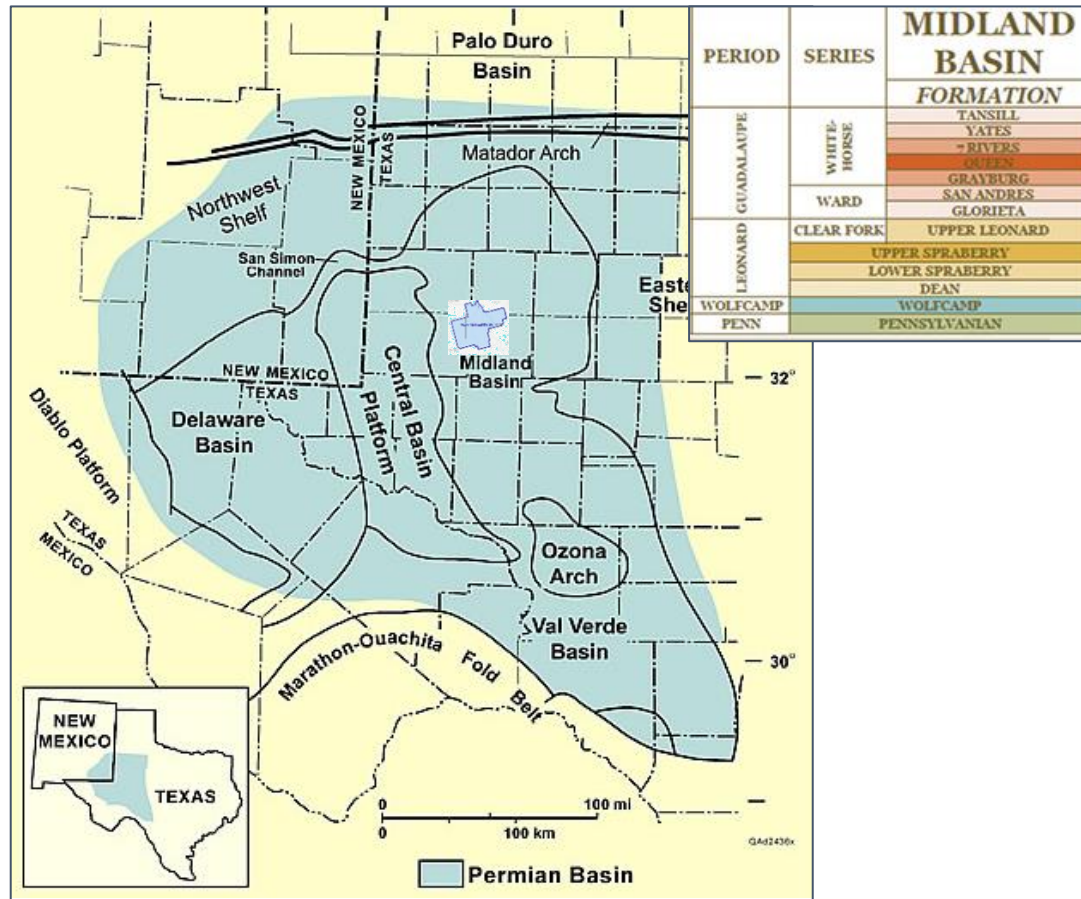 Palo Duro
Basin
NEW MEXICO
TEXAS
Matador Arch
Northwest
Shelf
San Simon
Channel
Easte
She
Midland
Basin
32°
NEW MEXICO
TEXAS
Central Basin
Platform
Delaware
Basin
Diablo Platform
TEXAS
MEXICO
Ozona
Arch
Val Verde
Basin
30°
Marathon-Ouachita Fold Belt
NEW
MEXICO
TEXAS
0 100 mi
0 100 km
QAd2436x
Permian Basin
PERIOD SERIES MIDLAND
BASIN
FORMATION
GUADALAUPE
WHITE-
HORSE
TANSILL
YATES
7 RIVERS
QUEEN
GRAYBURG
WARD
SAN ANDRES
GLORIETA
LEONARD
CLEAR FORK UPPER LEONARD
UPPER SPRABERRY
LOWER SPRABERRY
DEAN
WOLFCAMP WOLFCAMP
PENN PENNSYLVANIAN